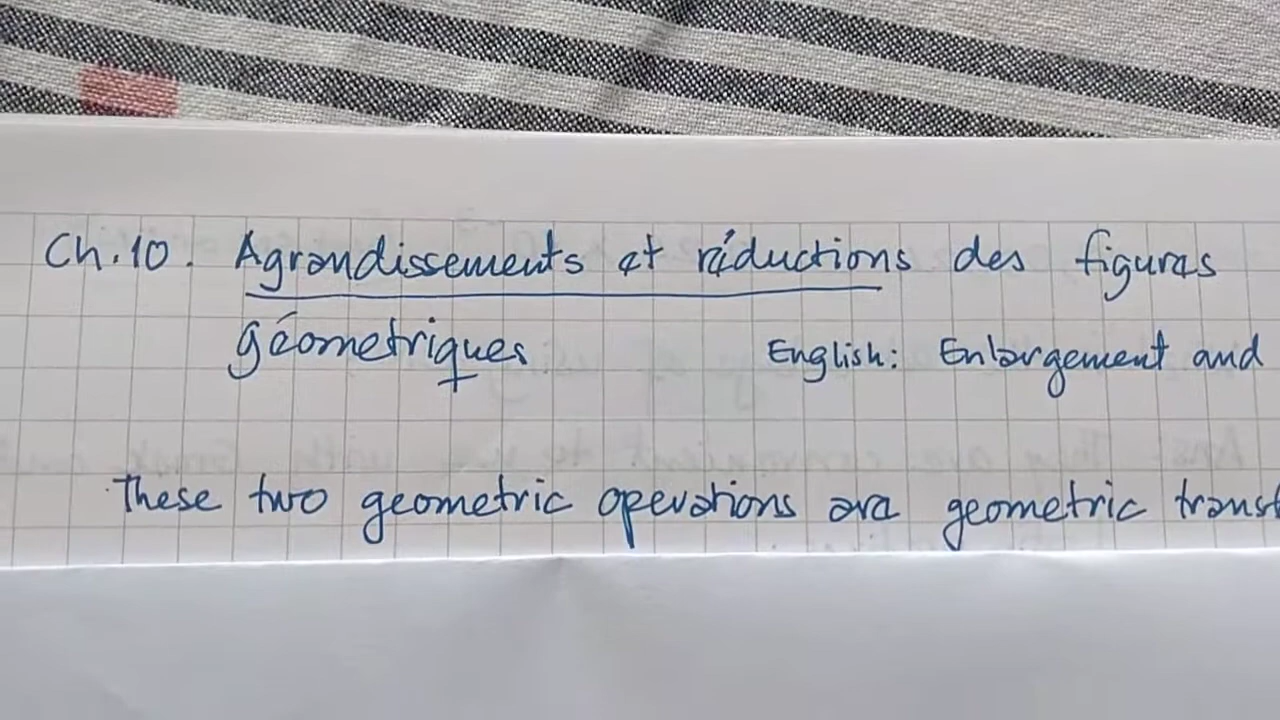 Ch.10. Agrandissements et réductions des figures
géometriques English: Enlargement and
These two geometric operations are geometric